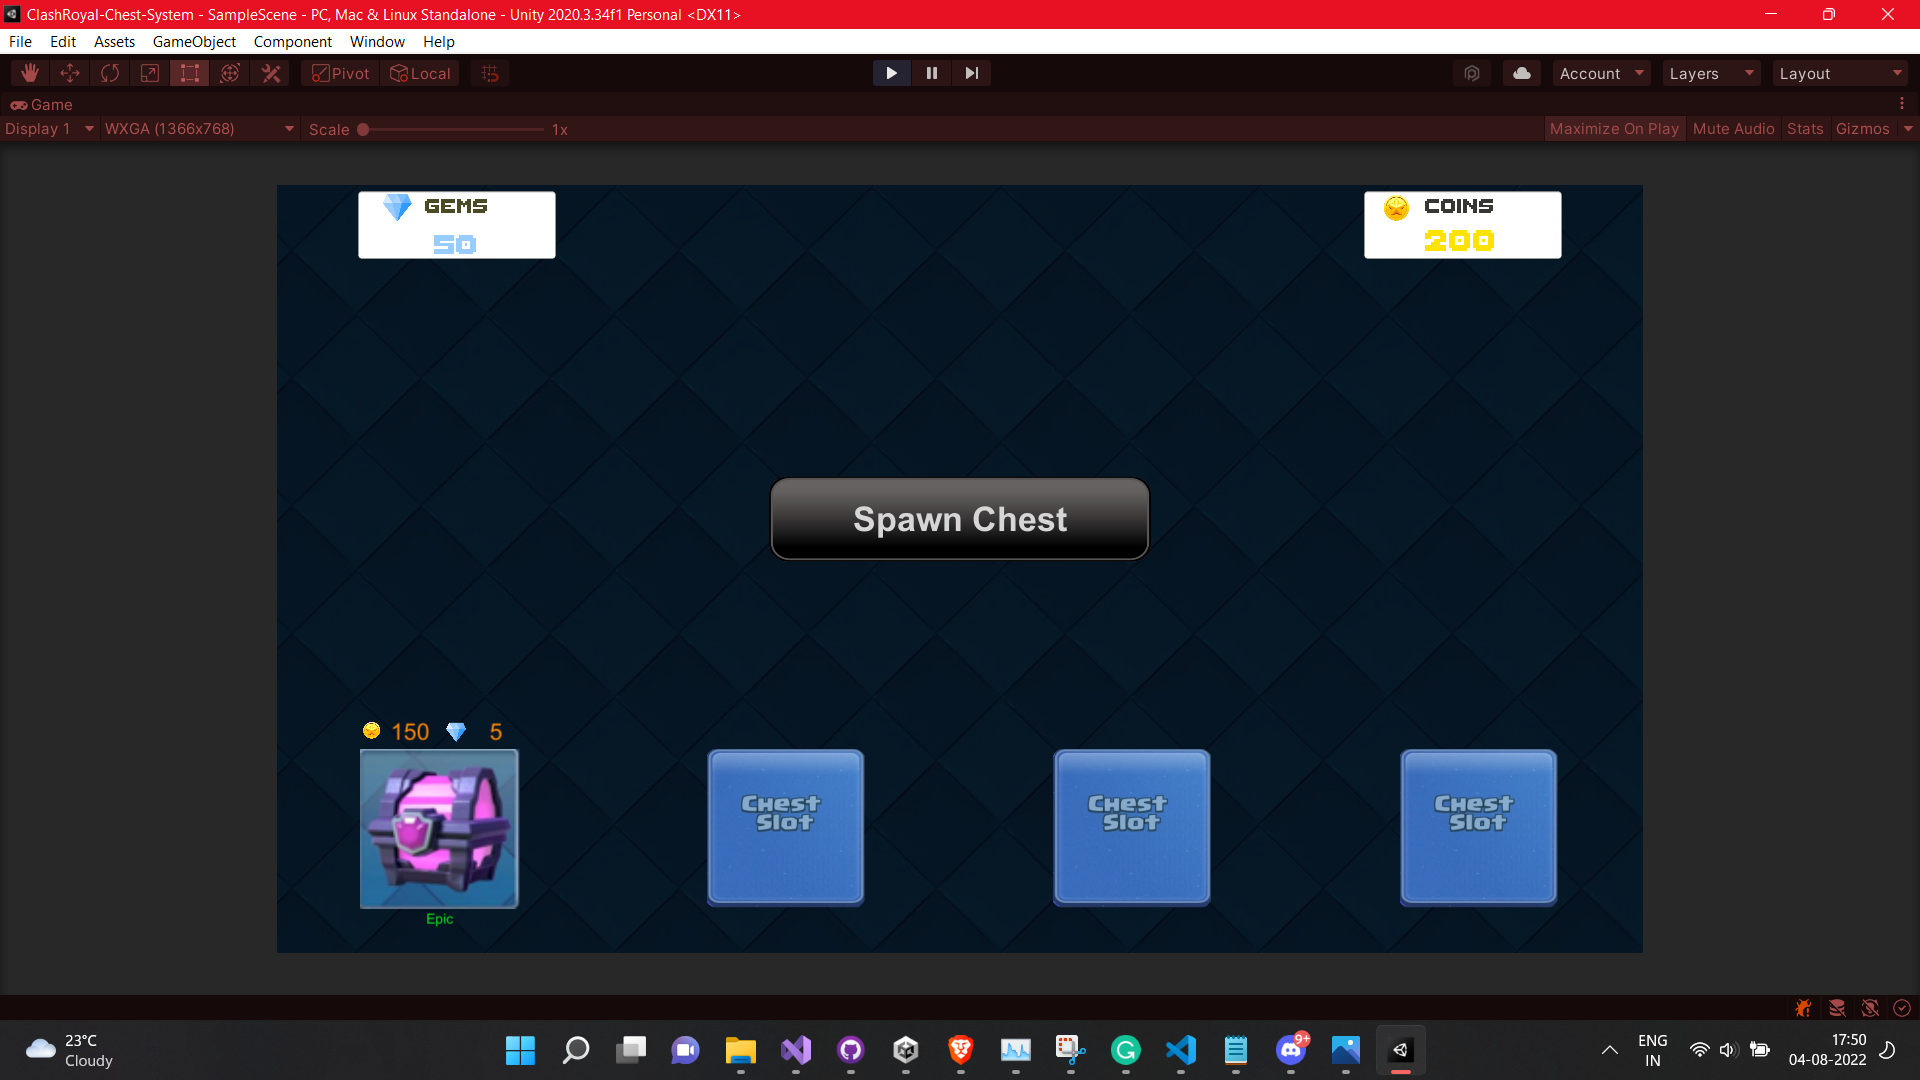 ClashRoyal-Chest-System - SampleScene - PC, Mac & Linux Standalone - Unity 2020.3.34f1 Personal <DX11>
File Edit Assets GameObject Component Window Help
Pivot Local Account Layers Layout
Game
Display 1 WXGA (1366x768) Scale 1x Maximize On Play Mute Audio Stats Gizmos
GEMS
50
COINS
200
Spawn Chest
150 5
Chest
Slot
Chest
Slot
Chest
Slot
Epic
23°C
Cloudy
9+
ENG
IN
17:50
04-08-2022